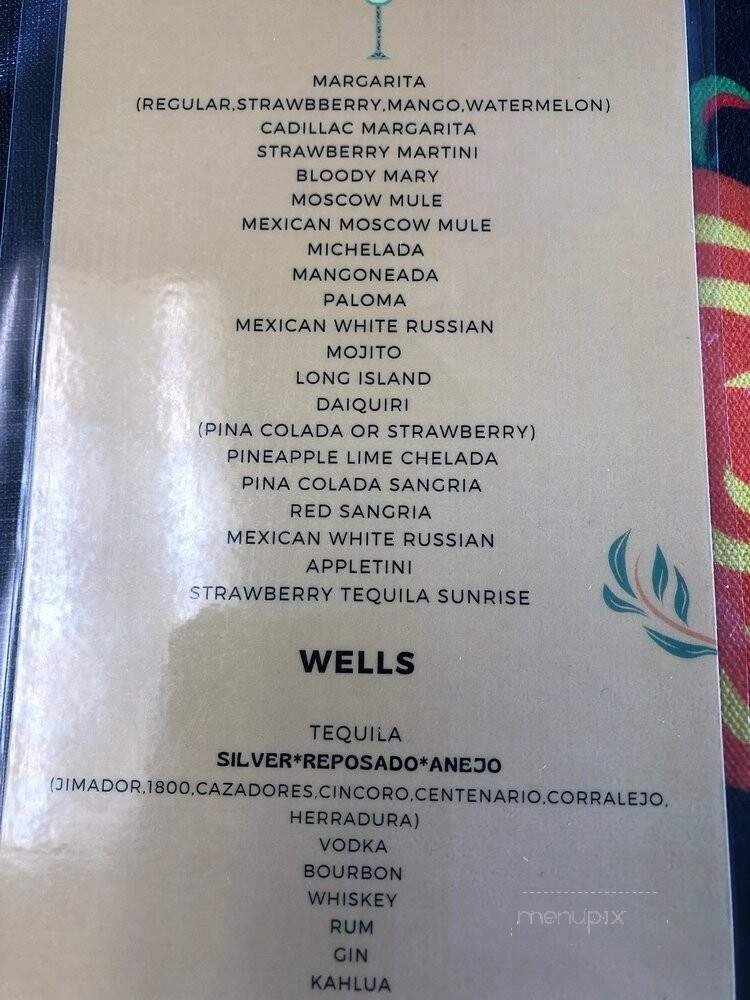 MARGARITA
(REGULAR,STRAWBBERRY,MANGO,WATERMELON)
CADILLAC MARGARITA
STRAWBERRY MARTINI
BLOODY MARY
MOSCOW MULE
MEXICAN MOSCOW MULE
MICHELADA
MANGONEADA
PALOMA
MEXICAN WHITE RUSSIAN
MOJITO
LONG ISLAND
DAIQUIRI
(PINA COLADA OR STRAWBERRY)
PINEAPPLE LIME CHELADA
PINA COLADA SANGRIA
RED SANGRIA
MEXICAN WHITE RUSSIAN
APPLETINI
STRAWBERRY TEQUILA SUNRISE
WELLS
TEQUILA
SILVER*REPOSADO*ANEJO
(JIMADOR,1800,CAZADORES,CINCORO,CENTENARIO,CORRALEJO,
HERRADURA)
VODKA
BOURBON
WHISKEY
RUM
GIN
KAHLUA
menupix